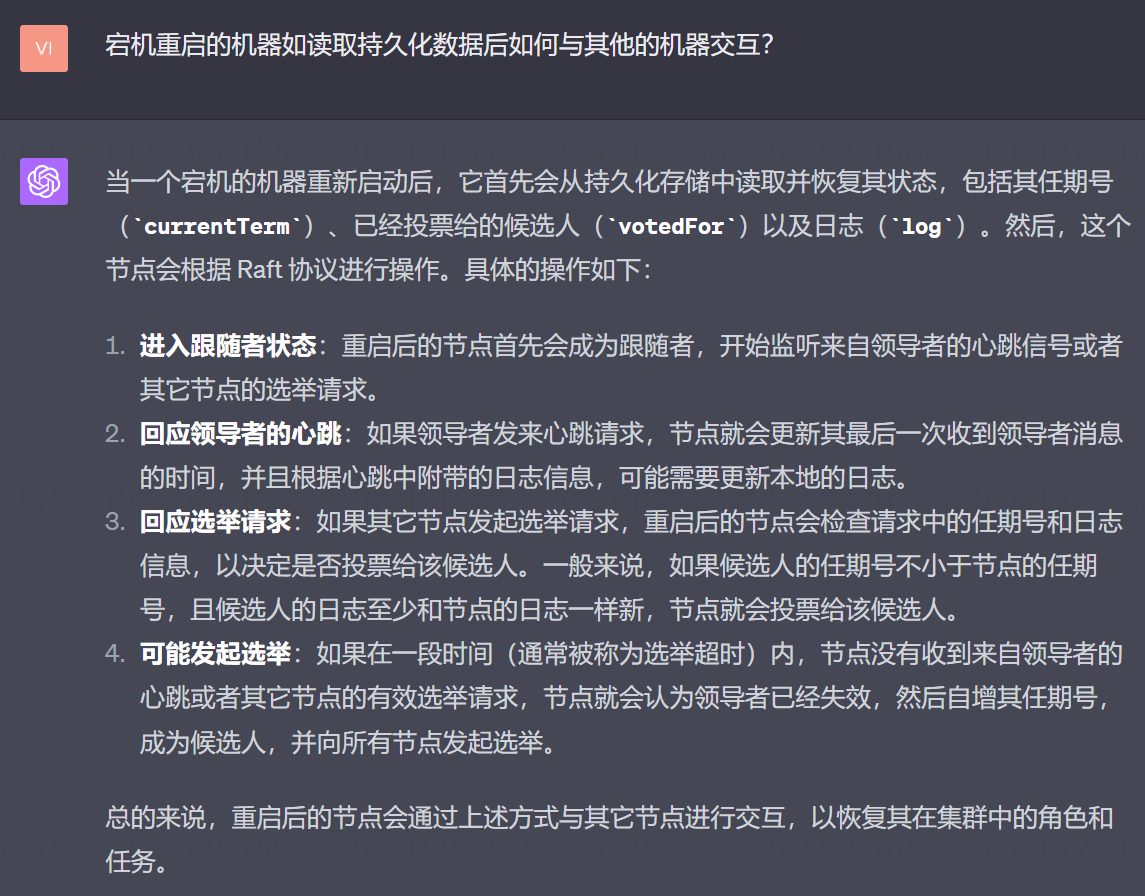 VI
宕机重启的机器如读取持久化数据后如何与其他的机器交互？
当一个宕机的机器重新启动后，它首先会从持久化存储中读取并恢复其状态，包括其任期号
（`currentTerm`）、已经投票给的候选人（`votedFor`）以及日志（`log`）。然后，这个
节点会根据 Raft 协议进行操作。具体的操作如下：
1. 进入跟随者状态：重启后的节点首先会成为跟随者，开始监听来自领导者的心跳信号或者
其它节点的选举请求。
2. 回应领导者的心跳：如果领导者发来心跳请求，节点就会更新其最后一次收到领导者消息
的时间，并且根据心跳中附带的日志信息，可能需要更新本地的日志。
3. 回应选举请求：如果其它节点发起选举请求，重启后的节点会检查请求中的任期号和日志
信息，以决定是否投票给该候选人。一般来说，如果候选人的任期号不小于节点的任期
号，且候选人的日志至少和节点的日志一样新，节点就会投票给该候选人。
4. 可能发起选举：如果在一段时间（通常被称为选举超时）内，节点没有收到来自领导者的
心跳或者其它节点的有效选举请求，节点就会认为领导者已经失效，然后自增其任期号，
成为候选人，并向所有节点发起选举。
总的来说，重启后的节点会通过上述方式与其它节点进行交互，以恢复其在集群中的角色和
任务。